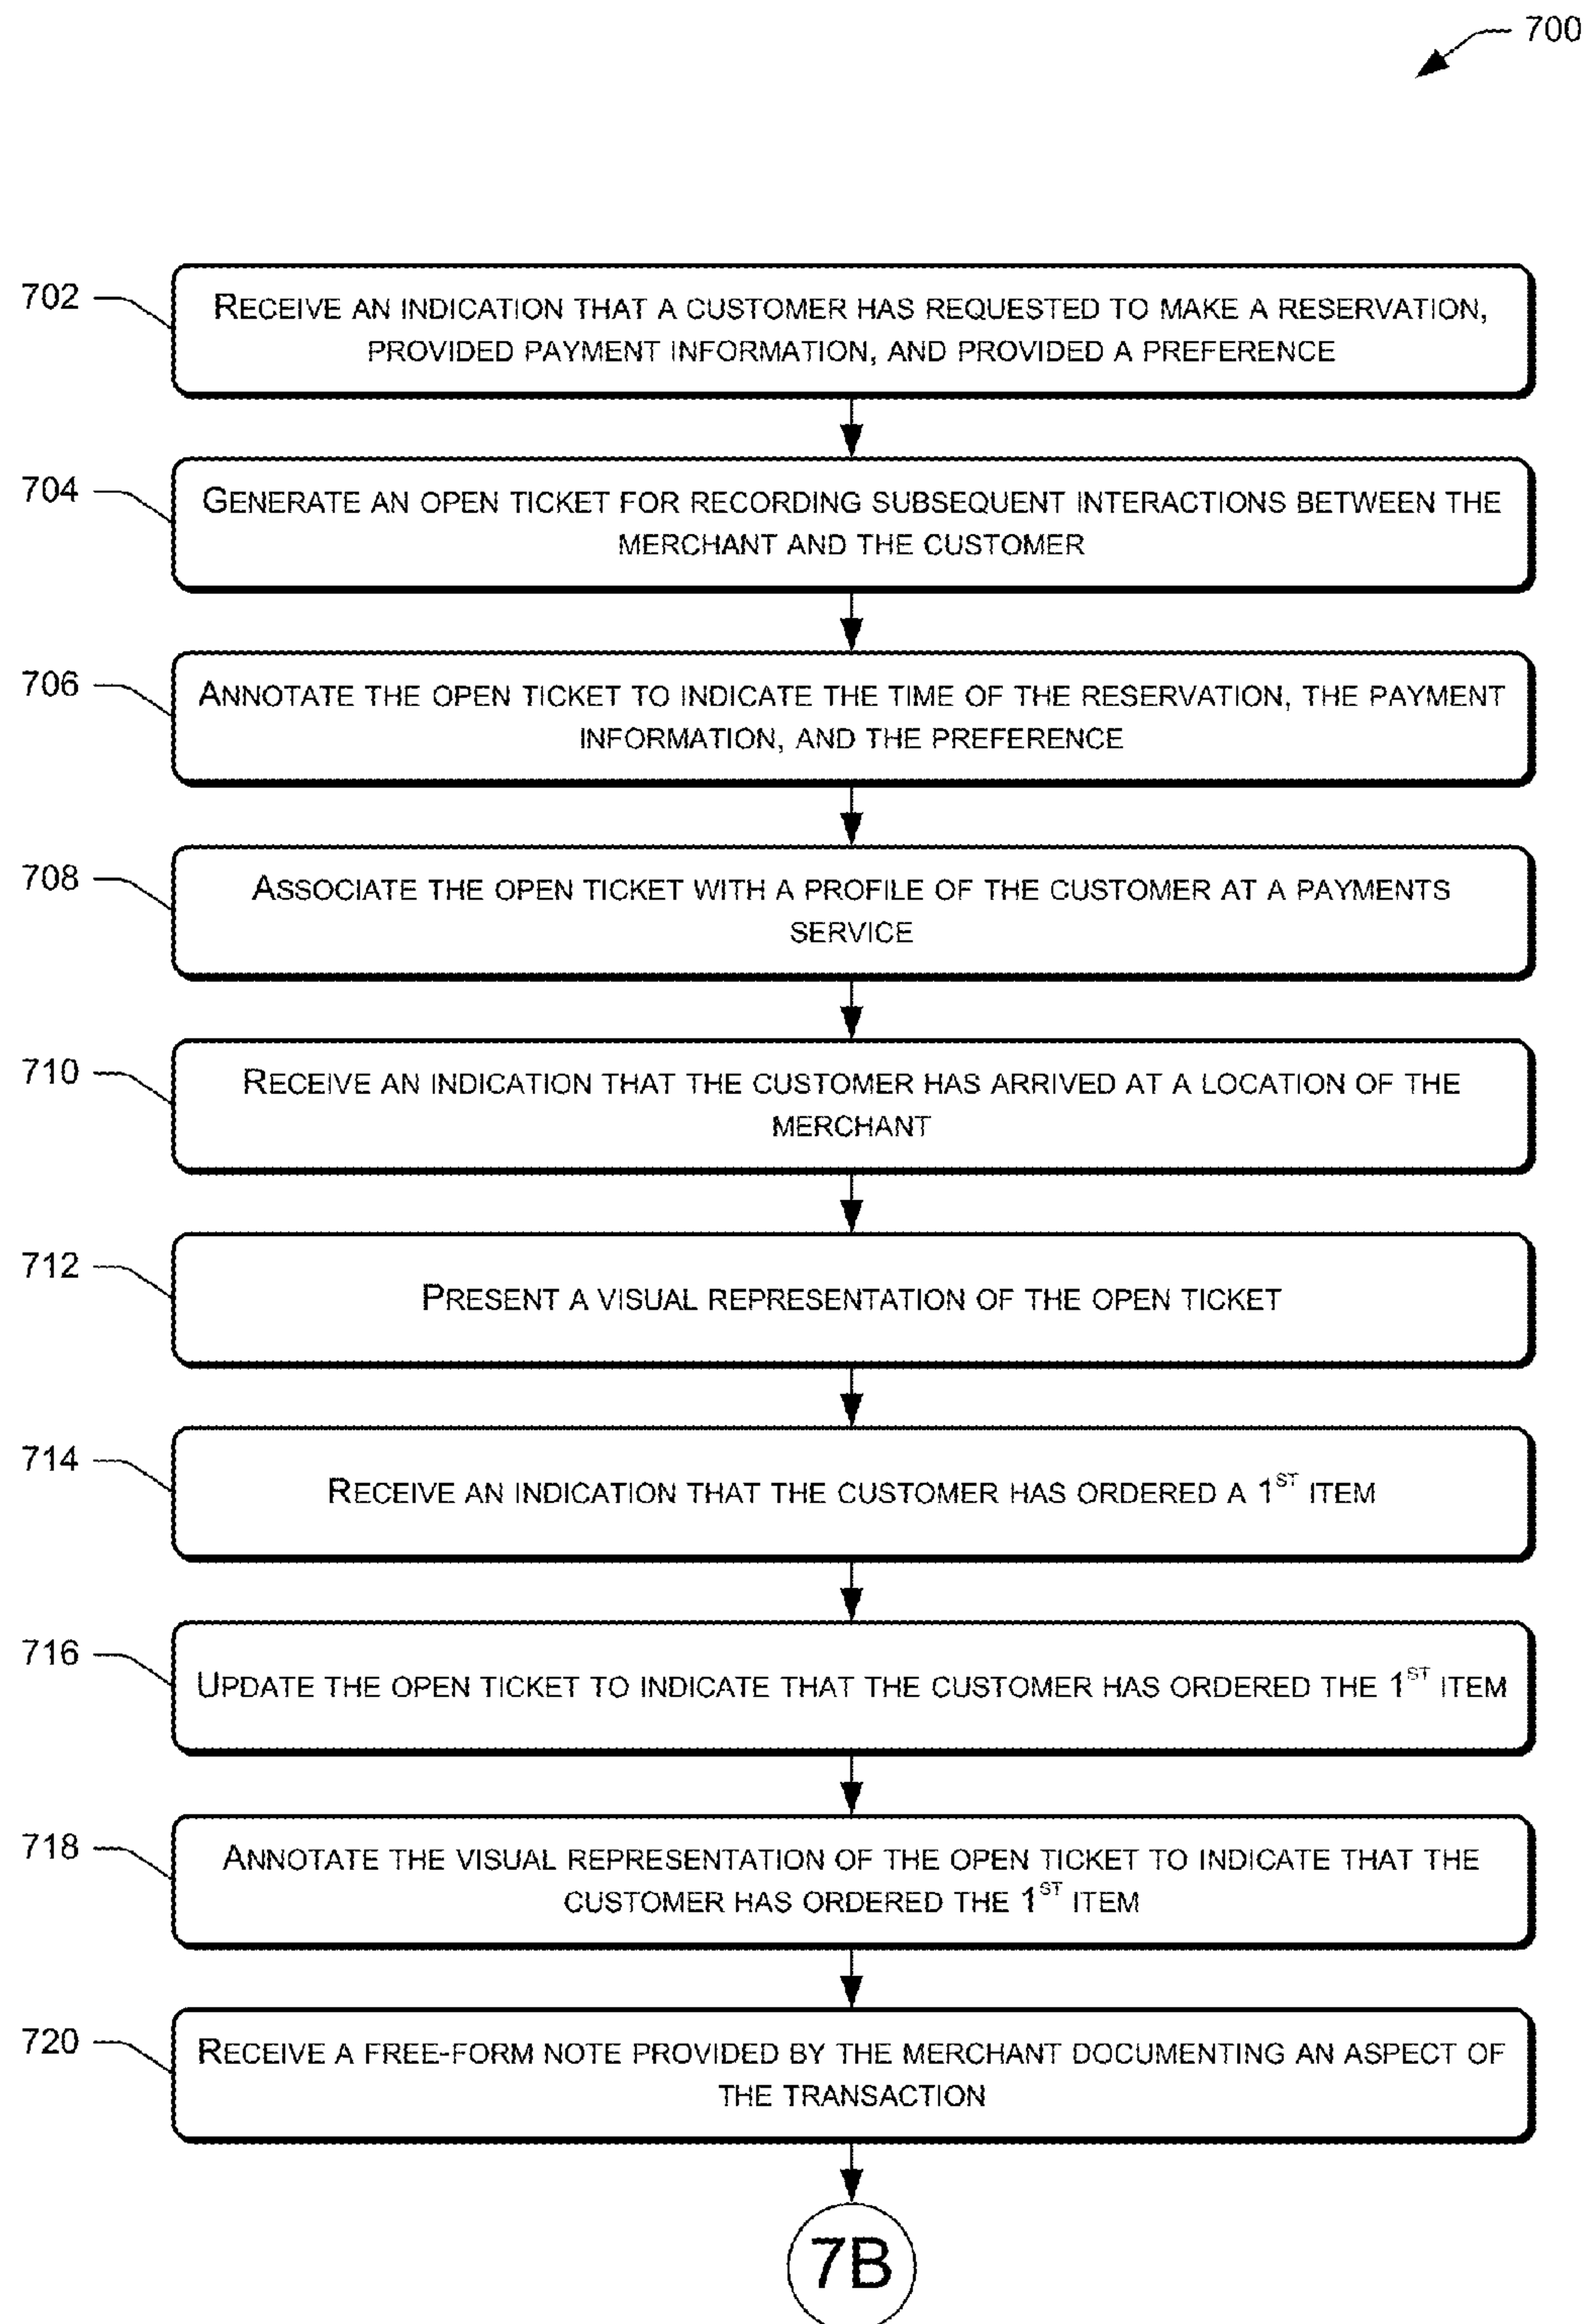 700
702
RECEIVE AN INDICATION THAT A CUSTOMER HAS REQUESTED TO MAKE A RESERVATION,
PROVIDED PAYMENT INFORMATION, AND PROVIDED A PREFERENCE
704
GENERATE AN OPEN TICKET FOR RECORDING SUBSEQUENT INTERACTIONS BETWEEN THE
MERCHANT AND THE CUSTOMER
706
ANNOTATE THE OPEN TICKET TO INDICATE THE TIME OF THE RESERVATION, THE PAYMENT
INFORMATION, AND THE PREFERENCE
708
ASSOCIATE THE OPEN TICKET WITH A PROFILE OF THE CUSTOMER AT A PAYMENTS
SERVICE
710
RECEIVE AN INDICATION THAT THE CUSTOMER HAS ARRIVED AT A LOCATION OF THE
MERCHANT
712
PRESENT A VISUAL REPRESENTATION OF THE OPEN TICKET
714
RECEIVE AN INDICATION THAT THE CUSTOMER HAS ORDERED A 1ST ITEM
716
UPDATE THE OPEN TICKET TO INDICATE THAT THE CUSTOMER HAS ORDERED THE 1ST ITEM
718
ANNOTATE THE VISUAL REPRESENTATION OF THE OPEN TICKET TO INDICATE THAT THE
CUSTOMER HAS ORDERED THE 1ST ITEM
720
RECEIVE A FREE-FORM NOTE PROVIDED BY THE MERCHANT DOCUMENTING AN ASPECT OF
THE TRANSACTION
7B